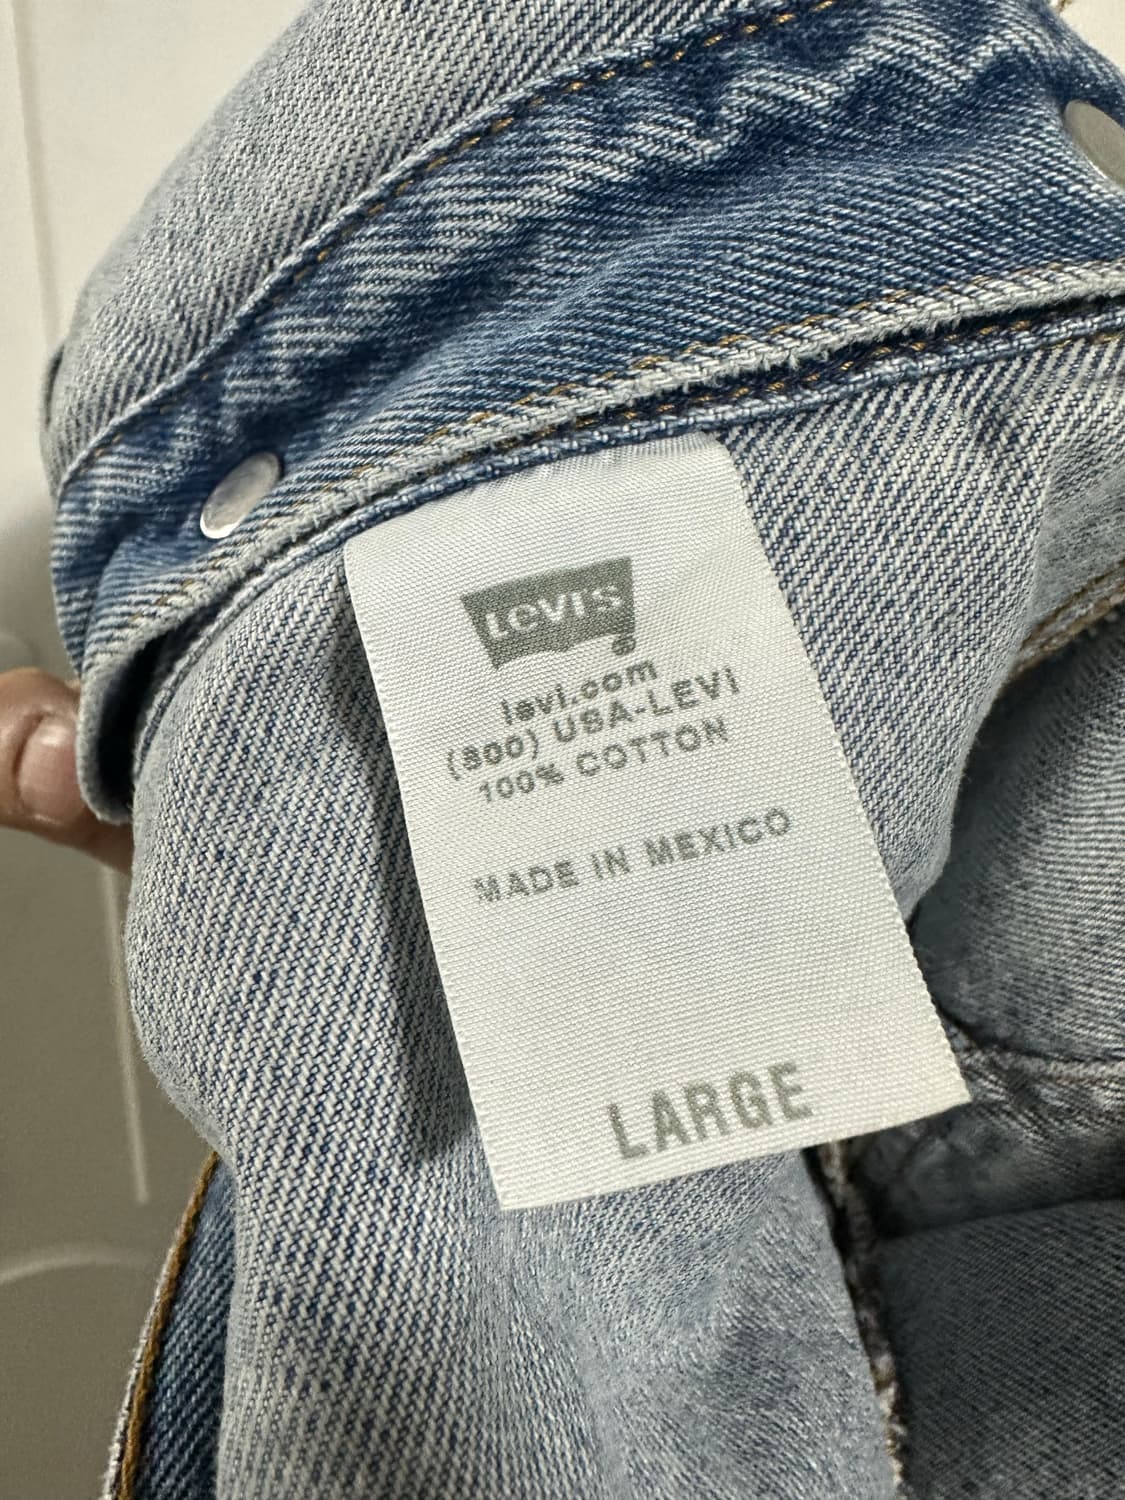 LeVI'S
®
levi.com
(800) USA-LEVI
100% COTTON
MADE IN MEXICO
LARGE